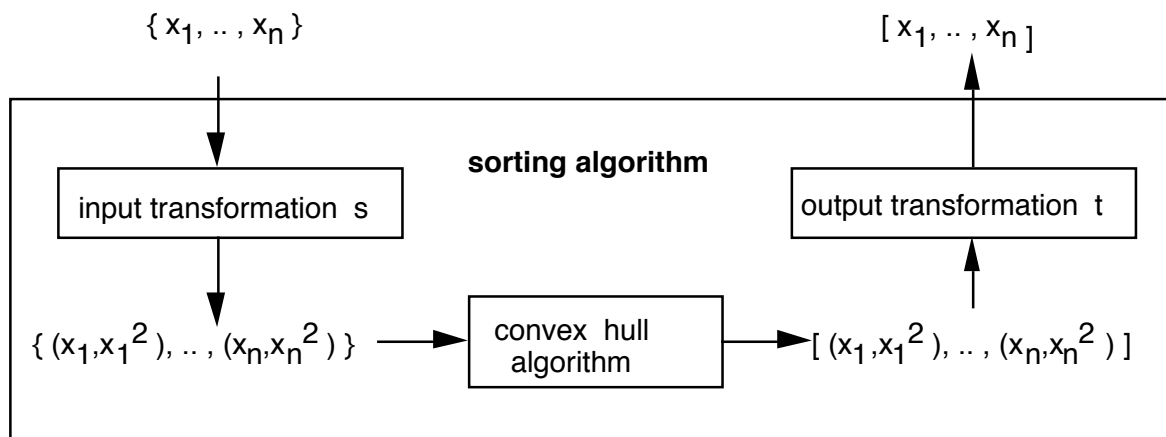 { x₁, .. , xₙ }
[ x₁, .. , xₙ ]
sorting algorithm
input transformation s
output transformation t
{ (x₁,x₁²), .. , (xₙ,xₙ²) }
convex hull
algorithm
[ (x₁,x₁²), .. , (xₙ,xₙ²) ]